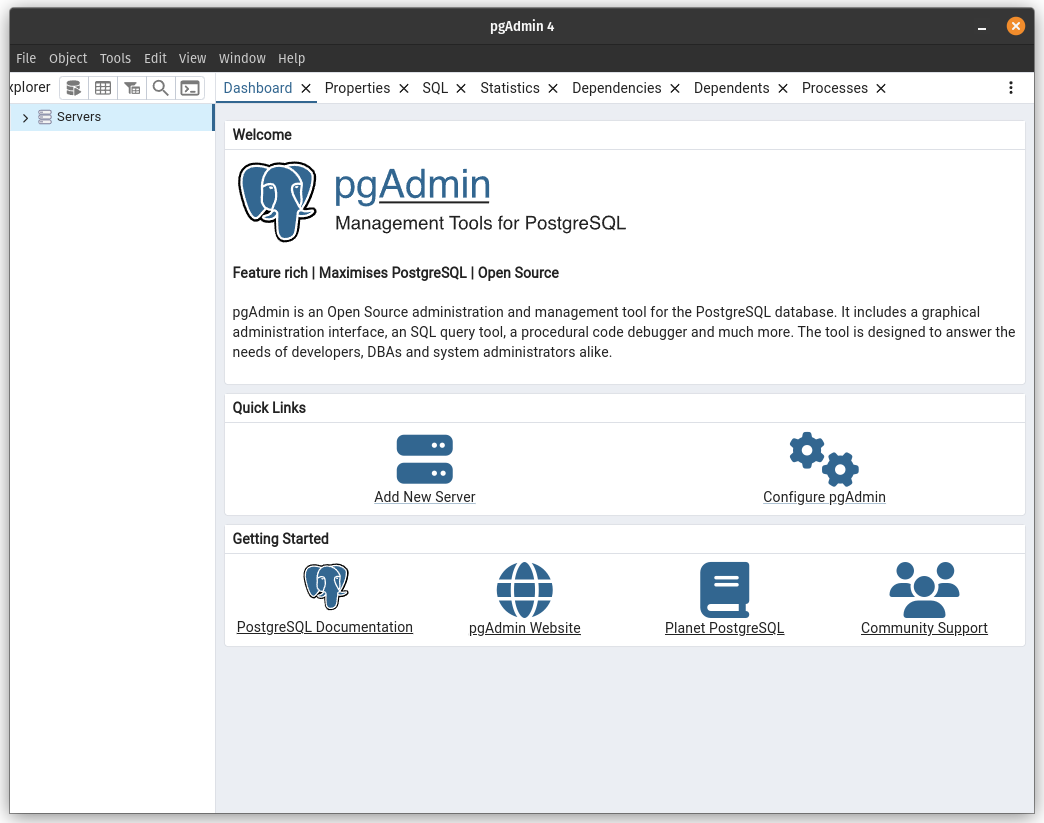 pgAdmin 4
File Object Tools Edit View Window Help
xplorer
Dashboard Properties SQL Statistics Dependencies Dependents Processes
Servers
Welcome
pgAdmin
Management Tools for PostgreSQL
Feature rich | Maximises PostgreSQL | Open Source
pgAdmin is an Open Source administration and management tool for the PostgreSQL database. It includes a graphical
administration interface, an SQL query tool, a procedural code debugger and much more. The tool is designed to answer the
needs of developers, DBAs and system administrators alike.
Quick Links
Add New Server Configure pgAdmin
Getting Started
PostgreSQL Documentation pgAdmin Website Planet PostgreSQL Community Support